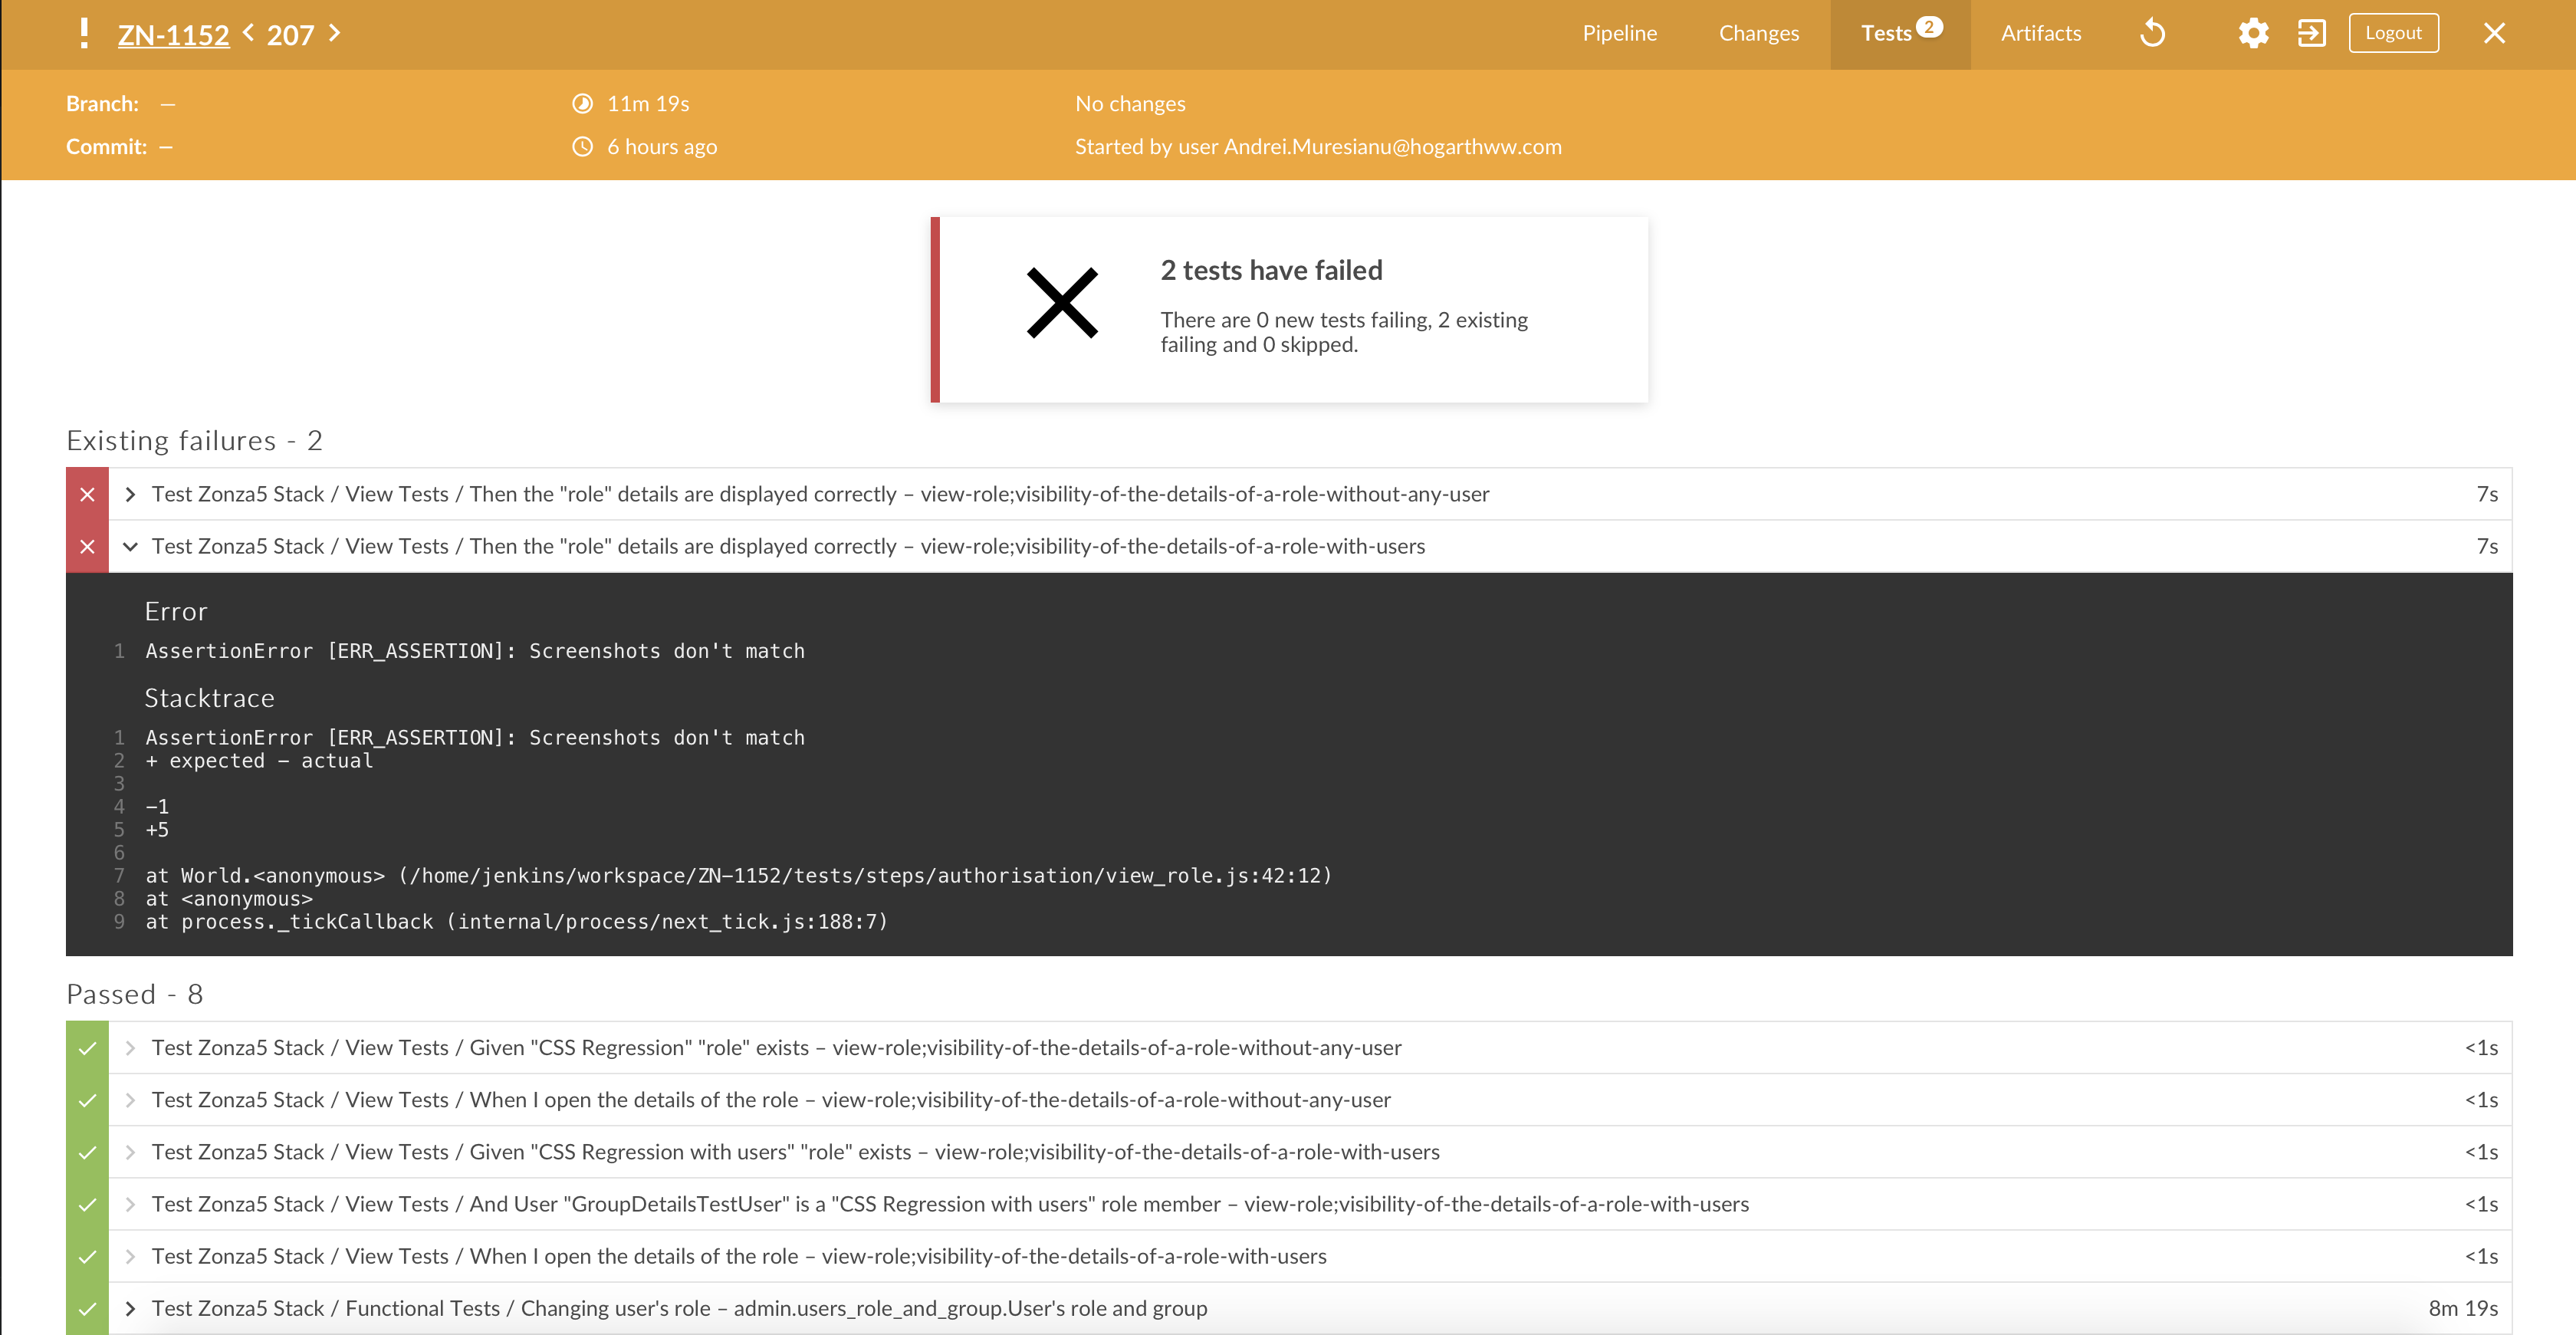 ZN-1152 207 Pipeline Changes Tests 2 Artifacts Logout
Branch: — 11m 19s No changes
Commit: — 6 hours ago Started by user Andrei.Muresianu@hogarthww.com
2 tests have failed
There are 0 new tests failing, 2 existing
failing and 0 skipped.
Existing failures - 2
Test Zonza5 Stack / View Tests / Then the "role" details are displayed correctly – view-role;visibility-of-the-details-of-a-role-without-any-user 7s
Test Zonza5 Stack / View Tests / Then the "role" details are displayed correctly – view-role;visibility-of-the-details-of-a-role-with-users 7s
Error
1 AssertionError [ERR_ASSERTION]: Screenshots don't match
Stacktrace
1 AssertionError [ERR_ASSERTION]: Screenshots don't match
2 + expected - actual
3
4 -1
5 +5
6
7 at World.<anonymous> (/home/jenkins/workspace/ZN-1152/tests/steps/authorisation/view_role.js:42:12)
8 at <anonymous>
9 at process._tickCallback (internal/process/next_tick.js:188:7)
Passed - 8
Test Zonza5 Stack / View Tests / Given "CSS Regression" "role" exists – view-role;visibility-of-the-details-of-a-role-without-any-user <1s
Test Zonza5 Stack / View Tests / When I open the details of the role – view-role;visibility-of-the-details-of-a-role-without-any-user <1s
Test Zonza5 Stack / View Tests / Given "CSS Regression with users" "role" exists – view-role;visibility-of-the-details-of-a-role-with-users <1s
Test Zonza5 Stack / View Tests / And User "GroupDetailsTestUser" is a "CSS Regression with users" role member – view-role;visibility-of-the-details-of-a-role-with-users <1s
Test Zonza5 Stack / View Tests / When I open the details of the role – view-role;visibility-of-the-details-of-a-role-with-users <1s
Test Zonza5 Stack / Functional Tests / Changing user's role – admin.users_role_and_group.User's role and group 8m 19s